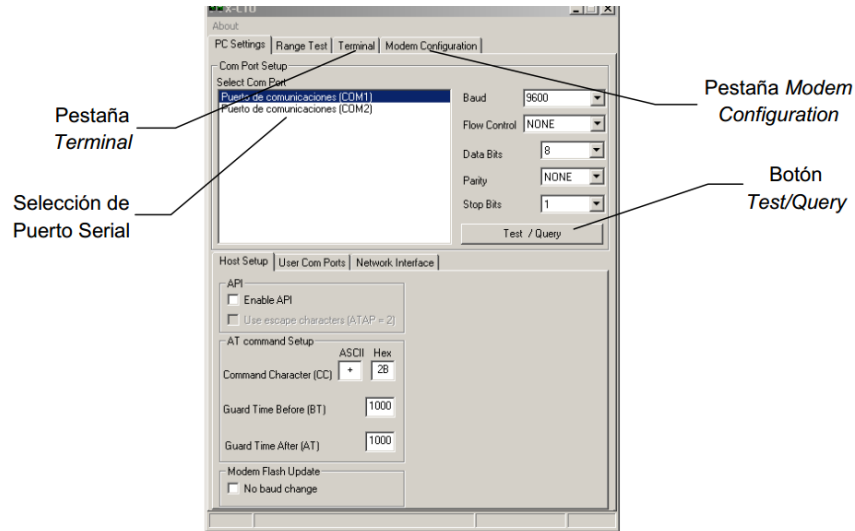 X-CTU
About
PC Settings Range Test Terminal Modem Configuration
Com Port Setup
Select Com Port
Puerto de comunicaciones (COM1)
Puerto de comunicaciones (COM2)
Baud 9600
Flow Control NONE
Data Bits 8
Parity NONE
Stop Bits 1
Test / Query
Host Setup User Com Ports Network Interface
API
Enable API
Use escape characters (ATAP = 2)
AT command Setup
ASCII Hex
Command Character (CC) + 2B
Guard Time Before (BT) 1000
Guard Time After (AT) 1000
Modem Flash Update
No baud change
Pestaña
Terminal
Selección de
Puerto Serial
Pestaña Modem
Configuration
Botón
Test/Query